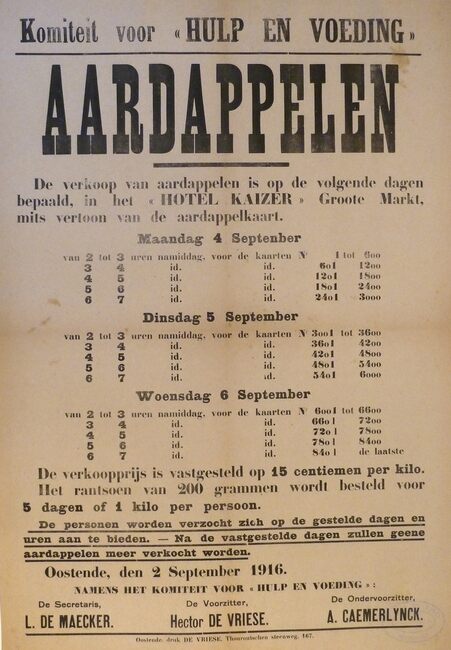 Komiteit voor « HULP EN VOEDING »
AARDAPPELEN
De verkoop van aardappelen is op de volgende dagen
bepaald, in het « HOTEL KAIZER » Groote Markt,
mits vertoon van de aardappelkaart.
Maandag 4 September
van 2 tot 3 uren namiddag, voor de kaarten Nr 1 tot 600
3 4 id. id. 601 1200
4 5 id. id. 1201 1800
5 6 id. id. 1801 2400
6 7 id. id. 2401 3000
Dinsdag 5 September
van 2 tot 3 uren namiddag, voor de kaarten Nr 3001 tot 3600
3 4 id. id. 3601 4200
4 5 id. id. 4201 4800
5 6 id. id. 4801 5400
6 7 id. id. 5401 6000
Woensdag 6 September
van 2 tot 3 uren namiddag, voor de kaarten Nr 6001 tot 6600
3 4 id. id. 6601 7200
4 5 id. id. 7201 7800
5 6 id. id. 7801 8400
6 7 id. id. 8401 de laatste
De verkoopprijs is vastgesteld op 15 centiemen per kilo.
Het rantsoen van 200 grammen wordt besteld voor
5 dagen of 1 kilo per persoon.
De personen worden verzocht zich op de gestelde dagen en
uren aan te bieden. — Na de vastgestelde dagen zullen geene
aardappelen meer verkocht worden.
Oostende, den 2 September 1916.
NAMENS HET KOMITEIT VOOR « HULP EN VOEDING » :
De Secretaris, De Voorzitter, De Ondervoorzitter,
L. DE MAECKER. Hector DE VRIESE. A. CAEMERLYNCK.
Oostende, druk DE VRIESE, Thouroutschen steenweg, 167.